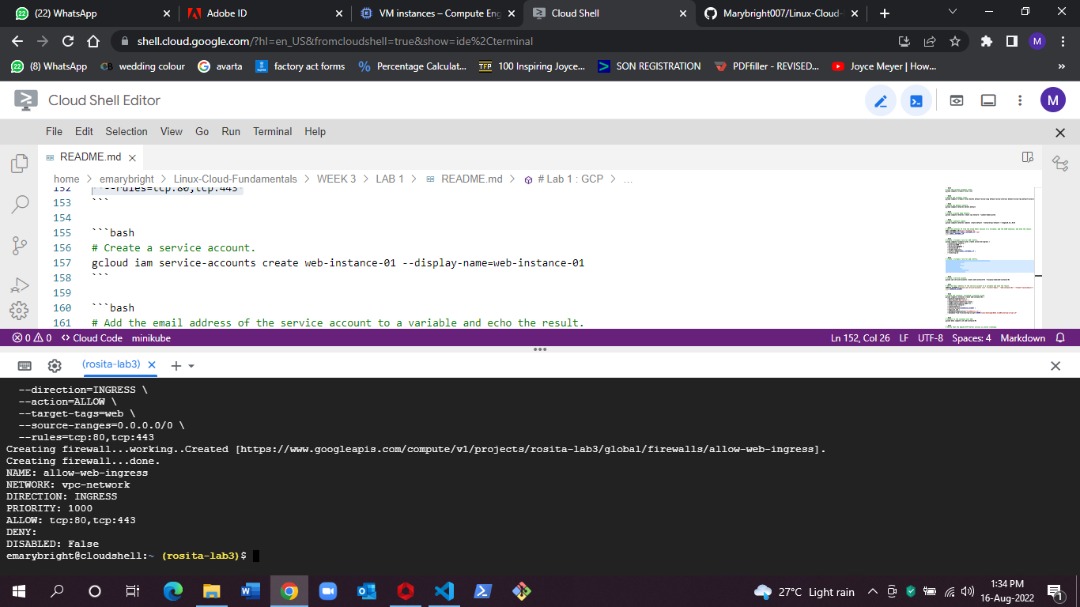 (22) WhatsApp
Adobe ID
VM instances – Compute Eng
Cloud Shell
Marybright007/Linux-Cloud-
shell.cloud.google.com/?hl=en_US&fromcloudshell=true&show=ide%2Cterminal
M
(8) WhatsApp
wedding colour
avarta
factory act forms
Percentage Calculat...
100 Inspiring Joyce...
SON REGISTRATION
PDFfiller - REVISED...
Joyce Meyer | How...
»
Cloud Shell Editor
M
File Edit Selection View Go Run Terminal Help
README.md
home > emarybright > Linux-Cloud-Fundamentals > WEEK 3 > LAB 1 > README.md > # Lab 1 : GCP > ...
152 --rules=tcp:80,tcp:443
153 ```
154
155 ```bash
156 # Create a service account.
157 gcloud iam service-accounts create web-instance-01 --display-name=web-instance-01
158 ```
159
160 ```bash
161 # Add the email address of the service account to a variable and echo the result.
0 0 <> Cloud Code minikube Ln 152, Col 26 LF UTF-8 Spaces: 4 Markdown
(rosita-lab3)
--direction=INGRESS \
--action=ALLOW \
--target-tags=web \
--source-ranges=0.0.0.0/0 \
--rules=tcp:80,tcp:443
Creating firewall...working..Created [https://www.googleapis.com/compute/v1/projects/rosita-lab3/global/firewalls/allow-web-ingress].
Creating firewall...done.
NAME: allow-web-ingress
NETWORK: vpc-network
DIRECTION: INGRESS
PRIORITY: 1000
ALLOW: tcp:80,tcp:443
DENY:
DISABLED: False
emarybright@cloudshell:~ (rosita-lab3)$
27°C Light rain
1:34 PM
16-Aug-2022
1